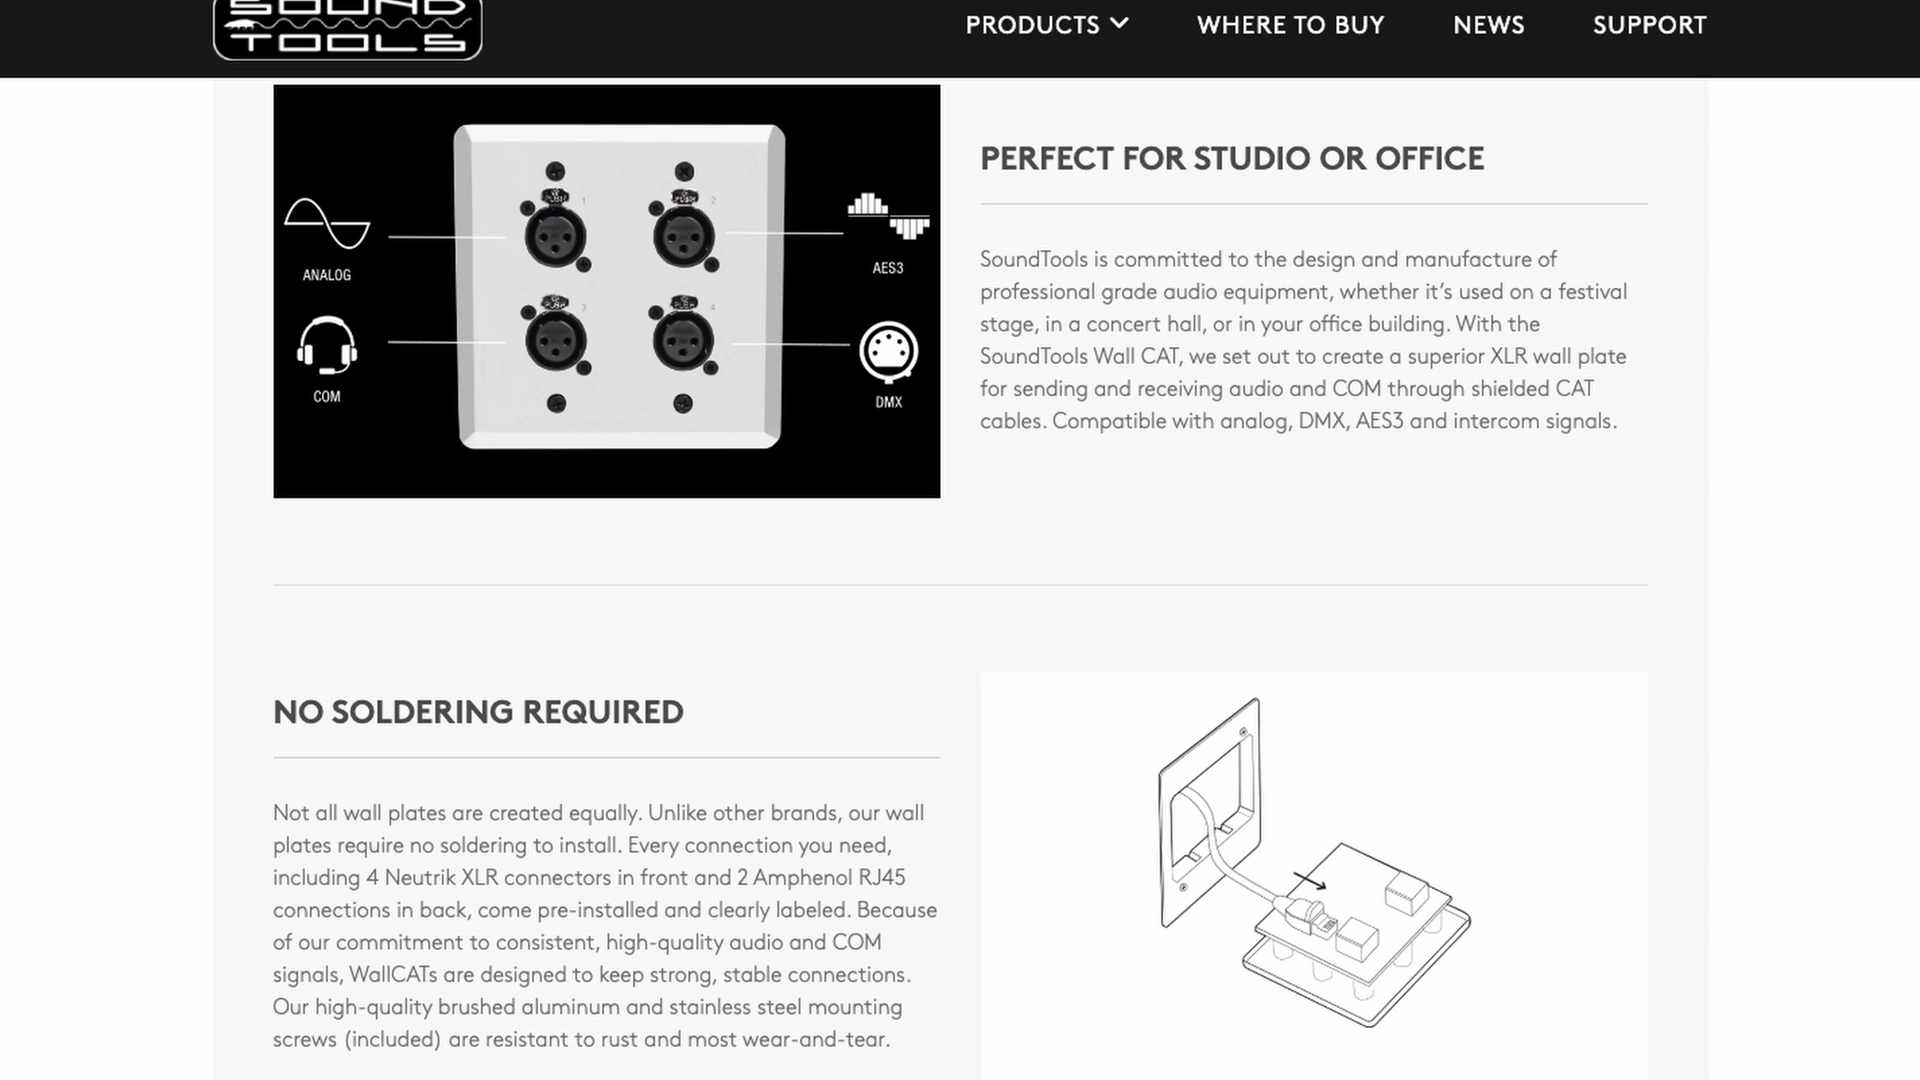 SOUND
TOOLS
PRODUCTS
WHERE TO BUY
NEWS
SUPPORT
PUSH 1
PUSH 2
ANALOG
AES3
PUSH 3
PUSH 4
COM
DMX
PERFECT FOR STUDIO OR OFFICE
SoundTools is committed to the design and manufacture of
professional grade audio equipment, whether it’s used on a festival
stage, in a concert hall, or in your office building. With the
SoundTools Wall CAT, we set out to create a superior XLR wall plate
for sending and receiving audio and COM through shielded CAT
cables. Compatible with analog, DMX, AES3 and intercom signals.
NO SOLDERING REQUIRED
Not all wall plates are created equally. Unlike other brands, our wall
plates require no soldering to install. Every connection you need,
including 4 Neutrik XLR connectors in front and 2 Amphenol RJ45
connections in back, come pre-installed and clearly labeled. Because
of our commitment to consistent, high-quality audio and COM
signals, WallCATs are designed to keep strong, stable connections.
Our high-quality brushed aluminum and stainless steel mounting
screws (included) are resistant to rust and most wear-and-tear.